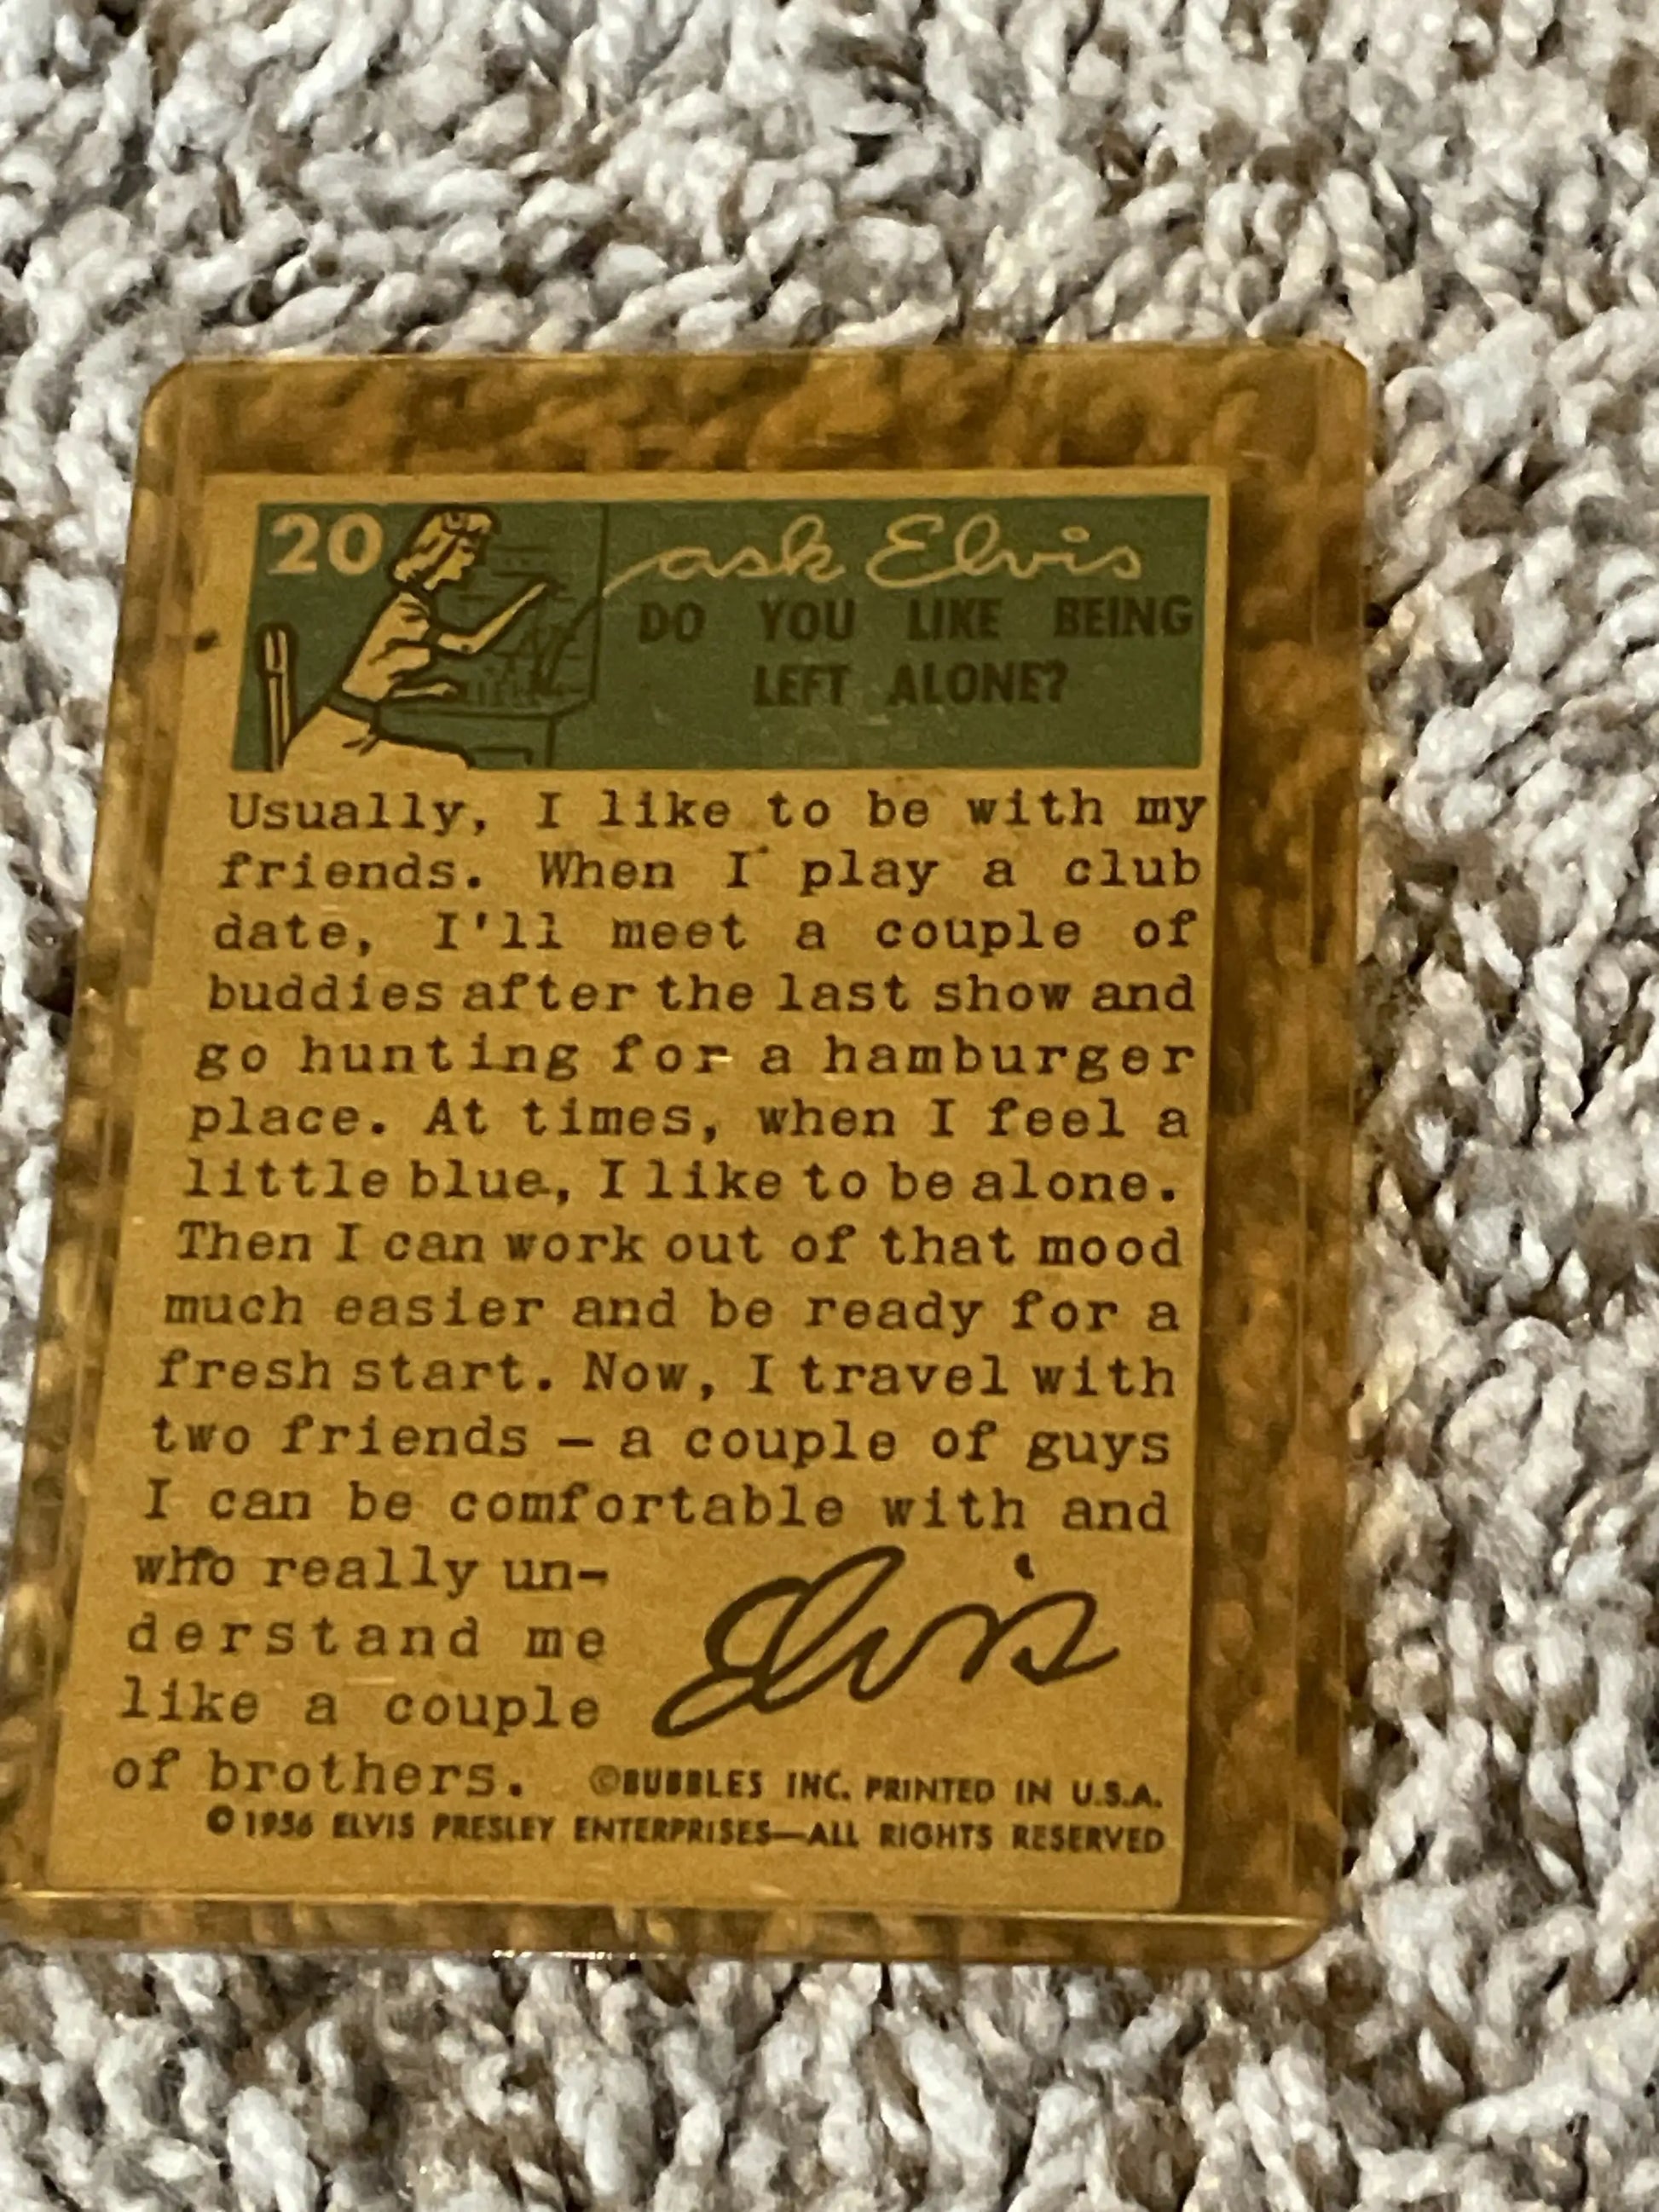 20 ask Elvis
DO YOU LIKE BEING
LEFT ALONE?
Usually, I like to be with my
friends. When I play a club
date, I'll meet a couple of
buddies after the last show and
go hunting for a hamburger
place. At times, when I feel a
little blue, I like to be alone.
Then I can work out of that mood
much easier and be ready for a
fresh start. Now, I travel with
two friends — a couple of guys
I can be comfortable with and
who really un-
derstand me
like a couple
of brothers.
Elvis
©BUBBLES INC. PRINTED IN U.S.A.
© 1956 ELVIS PRESLEY ENTERPRISES—ALL RIGHTS RESERVED